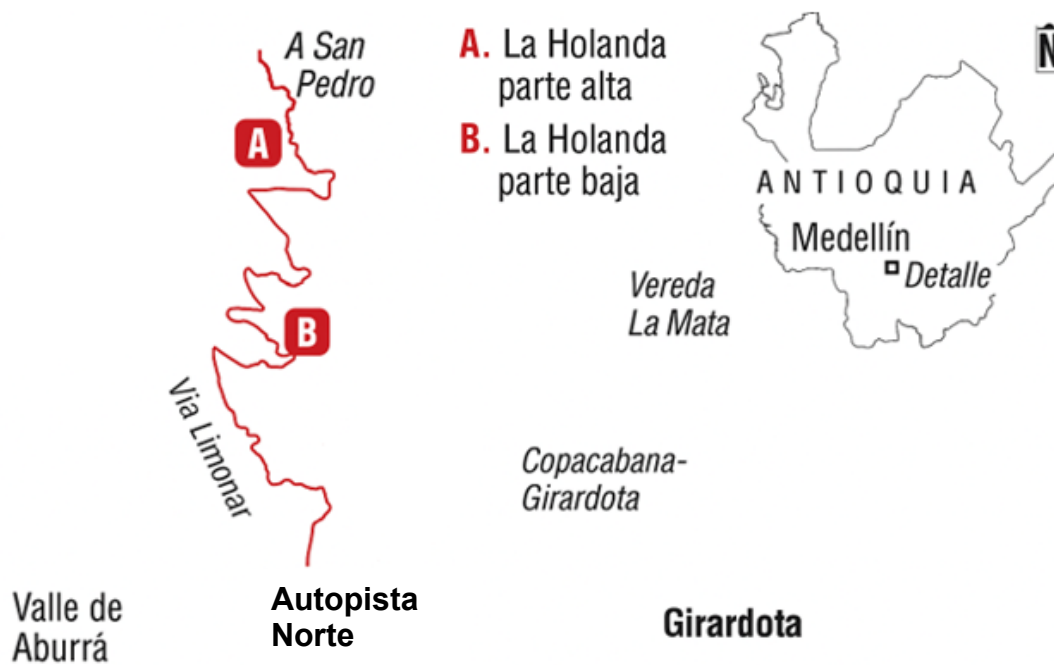 A San
Pedro
A
A. La Holanda
parte alta
B. La Holanda
parte baja
N
ANTIOQUIA
Medellín
Detalle
Vereda
La Mata
B
Via Limonar
Copacabana-
Girardota
Valle de
Aburrá
Autopista
Norte
Girardota